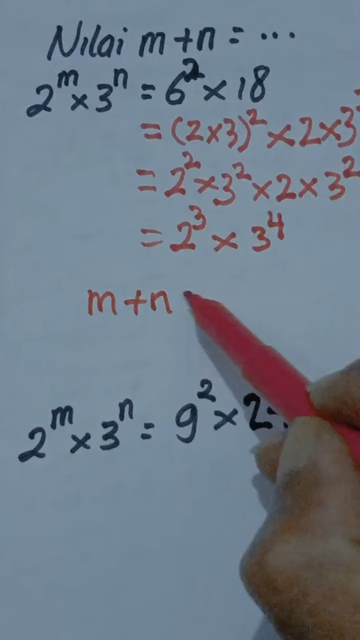 Nilai m+n = ...
2^m × 3^n = 6^2 × 18
= (2×3)^2 × 2 × 3^2
= 2^2 × 3^2 × 2 × 3^2
= 2^3 × 3^4
m+n
2^m × 3^n = 9^2 × 2